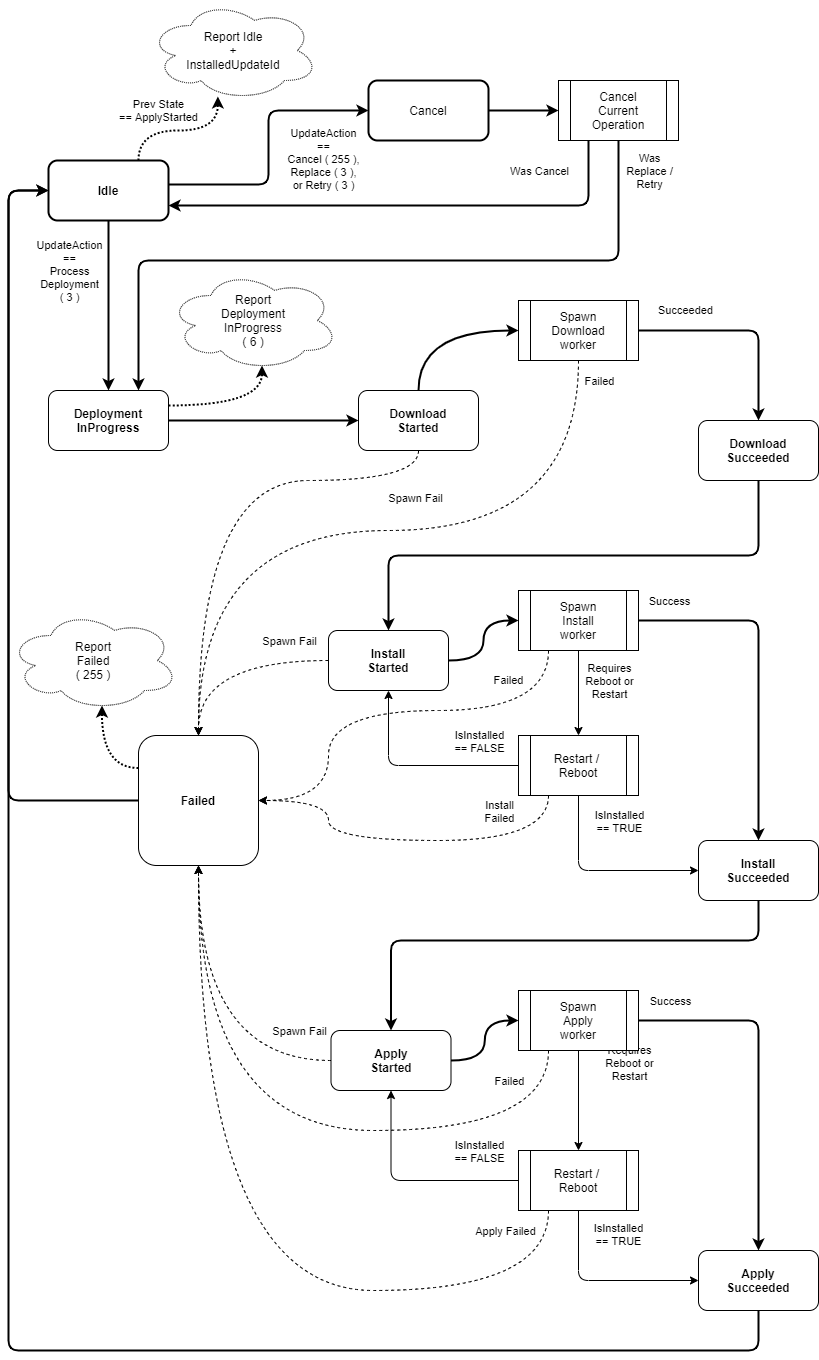 Report Idle
+
InstalledUpdateId
Prev State
== ApplyStarted
Cancel
Cancel
Current
Operation
UpdateAction
==
Cancel ( 255 ),
Replace ( 3 ),
or Retry ( 3 )
Was Cancel
Was
Replace /
Retry
Idle
UpdateAction
==
Process
Deployment
( 3 )
Report
Deployment
InProgress
( 6 )
Spawn
Download
worker
Succeeded
Failed
Deployment
InProgress
Download
Started
Download
Succeeded
Spawn Fail
Spawn
Install
worker
Success
Report
Failed
( 255 )
Spawn Fail
Install
Started
Failed
Requires
Reboot or
Restart
IsInstalled
== FALSE
Restart /
Reboot
Failed
Install
Failed
IsInstalled
== TRUE
Install
Succeeded
Spawn
Apply
worker
Success
Spawn Fail
Apply
Started
Requires
Reboot or
Restart
Failed
IsInstalled
== FALSE
Restart /
Reboot
Apply Failed
IsInstalled
== TRUE
Apply
Succeeded